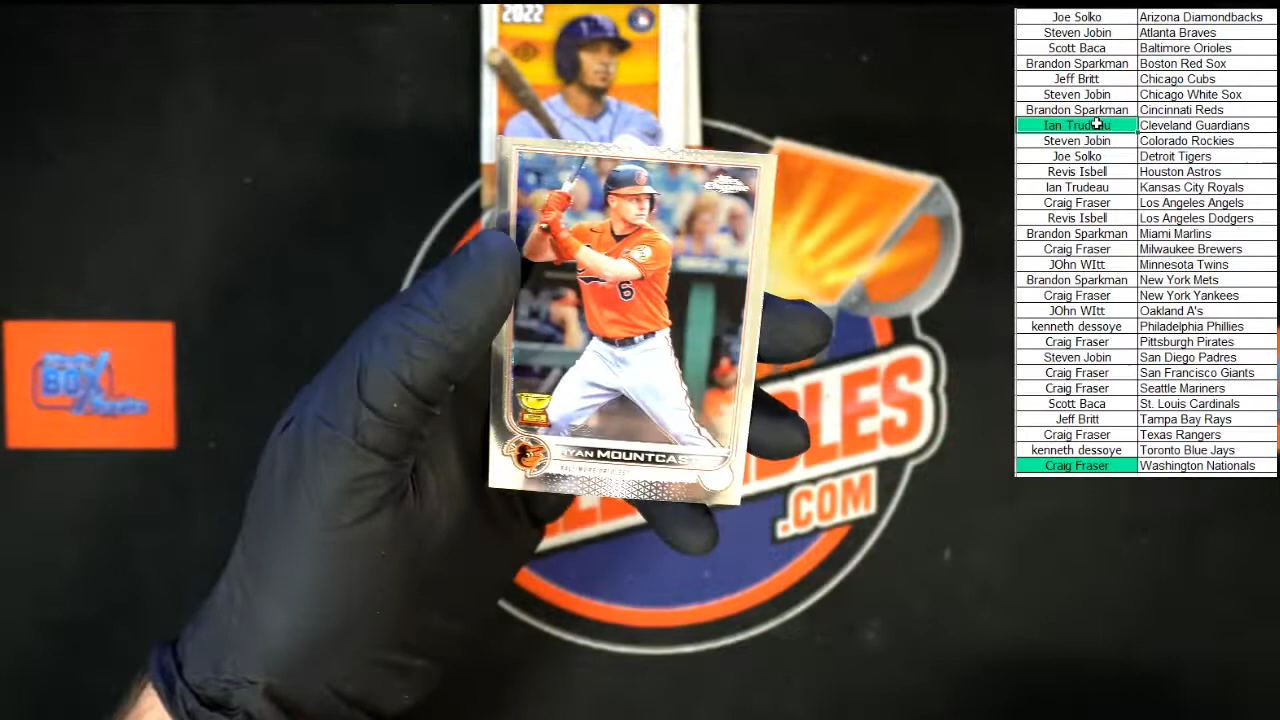 2022
6
RYAN MOUNTCAS
BALTIMORE ORIOLES
BOX
LES
.COM
Joe Solko Arizona Diamondbacks
Steven Jobin Atlanta Braves
Scott Baca Baltimore Orioles
Brandon Sparkman Boston Red Sox
Jeff Britt Chicago Cubs
Steven Jobin Chicago White Sox
Brandon Sparkman Cincinnati Reds
Ian Trudeau Cleveland Guardians
Steven Jobin Colorado Rockies
Joe Solko Detroit Tigers
Revis Isbell Houston Astros
Ian Trudeau Kansas City Royals
Craig Fraser Los Angeles Angels
Revis Isbell Los Angeles Dodgers
Brandon Sparkman Miami Marlins
Craig Fraser Milwaukee Brewers
JOhn WItt Minnesota Twins
Brandon Sparkman New York Mets
Craig Fraser New York Yankees
JOhn WItt Oakland A's
kenneth dessoye Philadelphia Phillies
Craig Fraser Pittsburgh Pirates
Steven Jobin San Diego Padres
Craig Fraser San Francisco Giants
Craig Fraser Seattle Mariners
Scott Baca St. Louis Cardinals
Jeff Britt Tampa Bay Rays
Craig Fraser Texas Rangers
kenneth dessoye Toronto Blue Jays
Craig Fraser Washington Nationals